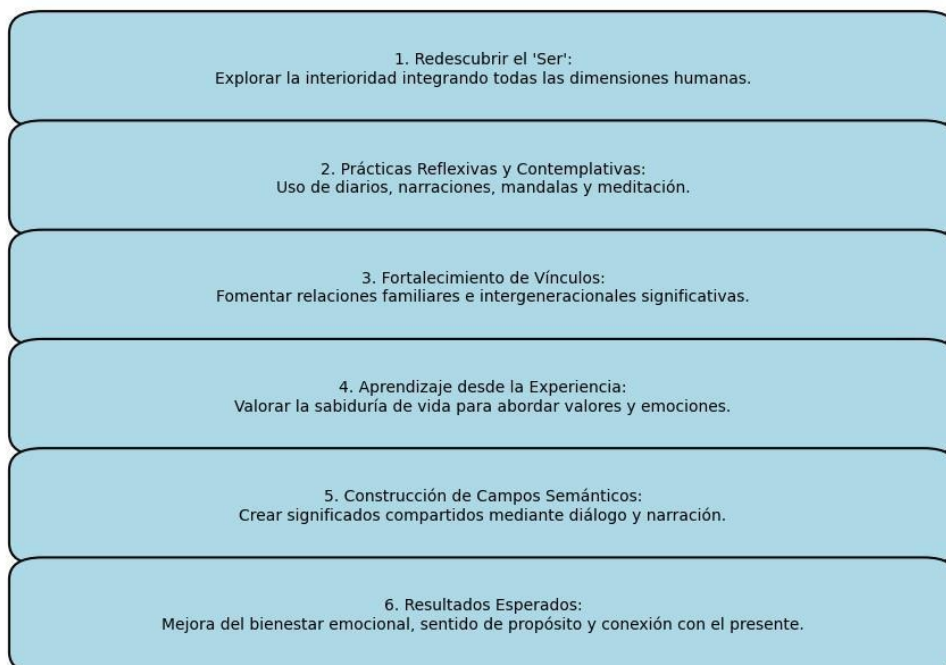 1. Redescubrir el 'Ser':
Explorar la interioridad integrando todas las dimensiones humanas.
2. Prácticas Reflexivas y Contemplativas:
Uso de diarios, narraciones, mandalas y meditación.
3. Fortalecimiento de Vínculos:
Fomentar relaciones familiares e intergeneracionales significativas.
4. Aprendizaje desde la Experiencia:
Valorar la sabiduría de vida para abordar valores y emociones.
5. Construcción de Campos Semánticos:
Crear significados compartidos mediante diálogo y narración.
6. Resultados Esperados:
Mejora del bienestar emocional, sentido de propósito y conexión con el presente.